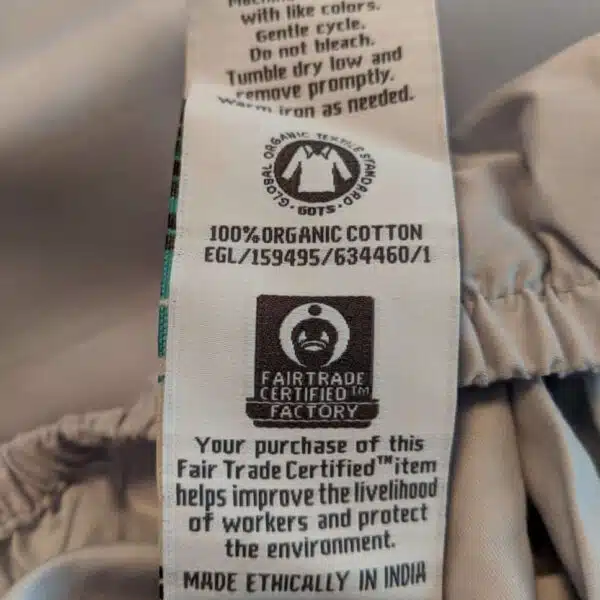 Machine
with like colors.
Gentle cycle.
Do not bleach.
Tumble dry low and
remove promptly.
Warm iron as needed.
GLOBAL ORGANIC TEXTILE STANDARD
· GOTS ·
100%ORGANIC COTTON
EGL/159495/634460/1
FAIRTRADE
CERTIFIED™
FACTORY
Your purchase of this
Fair Trade Certified™item
helps improve the livelihood
of workers and protect
the environment.
MADE ETHICALLY IN INDIA